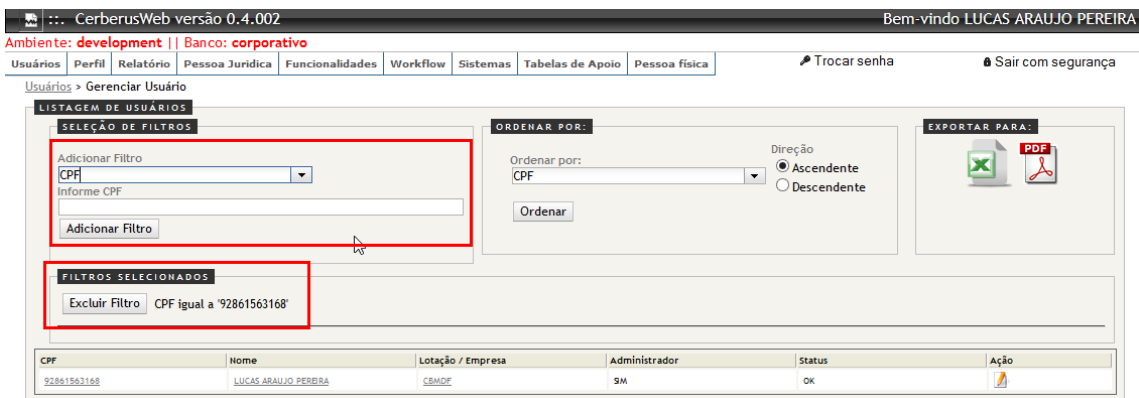 ::. CerberusWeb versão 0.4.002
Bem-vindo LUCAS ARAUJO PEREIRA
Ambiente: development || Banco: corporativo
Usuários Perfil Relatório Pessoa Juridica Funcionalidades Workflow Sistemas Tabelas de Apoio Pessoa física Trocar senha Sair com segurança
Usuários > Gerenciar Usuário
LISTAGEM DE USUÁRIOS
SELEÇÃO DE FILTROS
Adicionar Filtro
CPF
Informe CPF
Adicionar Filtro
ORDENAR POR:
Ordenar por:
CPF
Direção
Ascendente
Descendente
Ordenar
EXPORTAR PARA:
PDF
FILTROS SELECIONADOS
Excluir Filtro CPF igual a '92861563168'
CPF Nome Lotação / Empresa Administrador Status Ação
92861563168 LUCAS ARAUJO PEREIRA CBMDF SIM OK